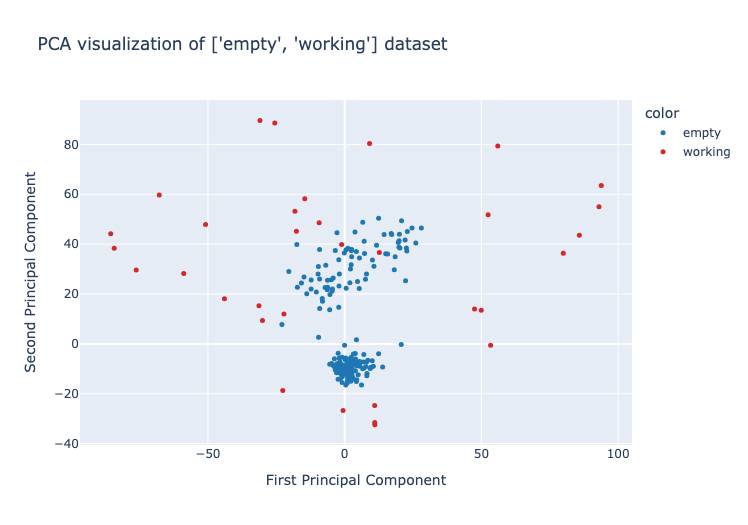 PCA visualization of ['empty', 'working'] dataset
color
empty
working
80
60
40
20
0
−20
−40
Second Principal Component
−50
0
50
100
First Principal Component